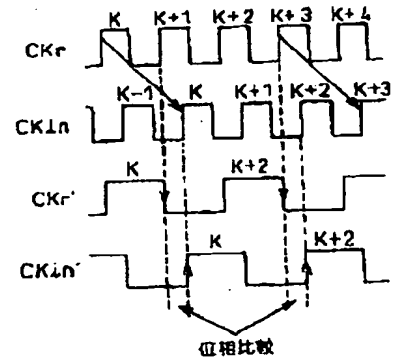 K K+1 K+2 K+3 K+4
CKr
K-1 K K+1 K+2 K+3
CKin
K K+2
CKr'
K K+2
CKin'
位相比較